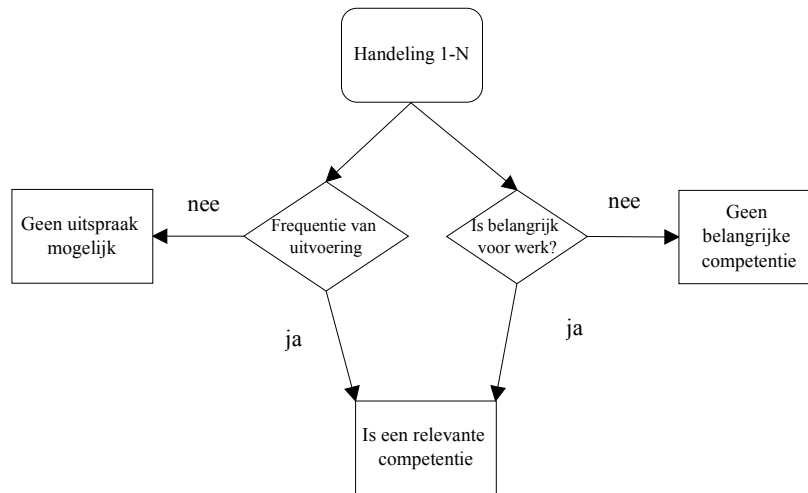 Handeling 1-N
nee
Geen uitspraak
mogelijk
Frequentie van
uitvoering
Is belangrijk
voor werk?
nee
Geen
belangrijke
competentie
ja
ja
Is een relevante
competentie